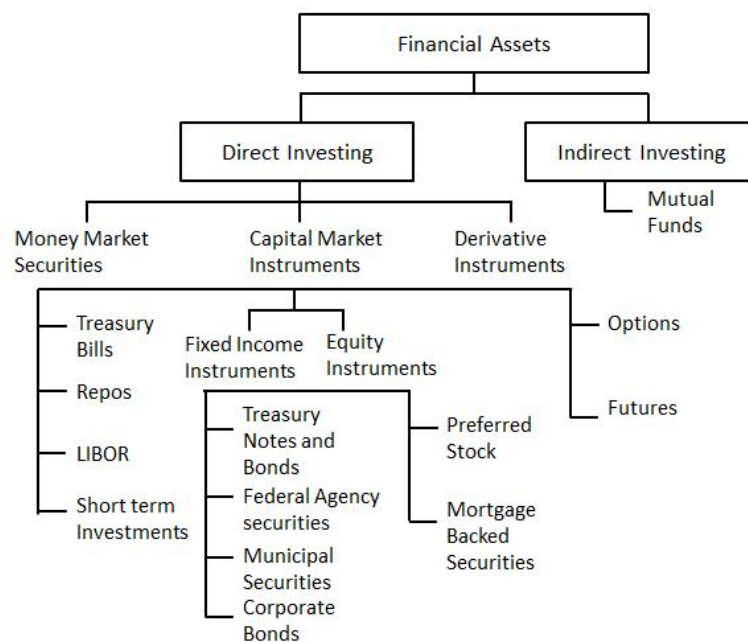 Financial Assets
Direct Investing
Indirect Investing
Mutual
Funds
Money Market
Securities
Capital Market
Instruments
Derivative
Instruments
Treasury
Bills
Repos
LIBOR
Short term
Investments
Fixed Income
Instruments
Equity
Instruments
Treasury
Notes and
Bonds
Federal Agency
securities
Municipal
Securities
Corporate
Bonds
Preferred
Stock
Mortgage
Backed
Securities
Options
Futures